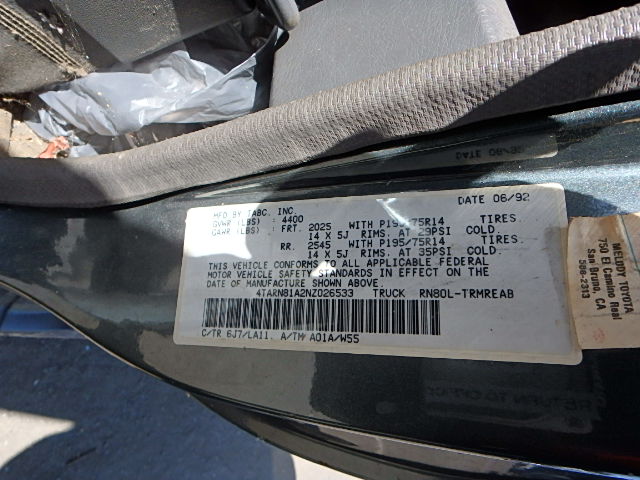 DATE 06/92
MFD BY TABC, INC.
GVWR (LBS) : 4400
GAWR (LBS) : FRT. 2025 WITH P195/75R14 TIRES.
14 X 5J RIMS. AT 29PSI COLD.
RR. 2545 WITH P195/75R14 TIRES.
14 X 5J RIMS. AT 35PSI COLD.
THIS VEHICLE CONFORMS TO ALL APPLICABLE FEDERAL
MOTOR VEHICLE SAFETY STANDARDS IN EFFECT ON THE
DATE OF MANUFACTURE SHOWN ABOVE.
4TARN81A2NZ026533 TRUCK RN80L-TRMREAB
C/TR 6J7/LA11, A/TM A01A/W55
MELODY TOYOTA
750 El Camino Real
San Bruno, CA
588-2313